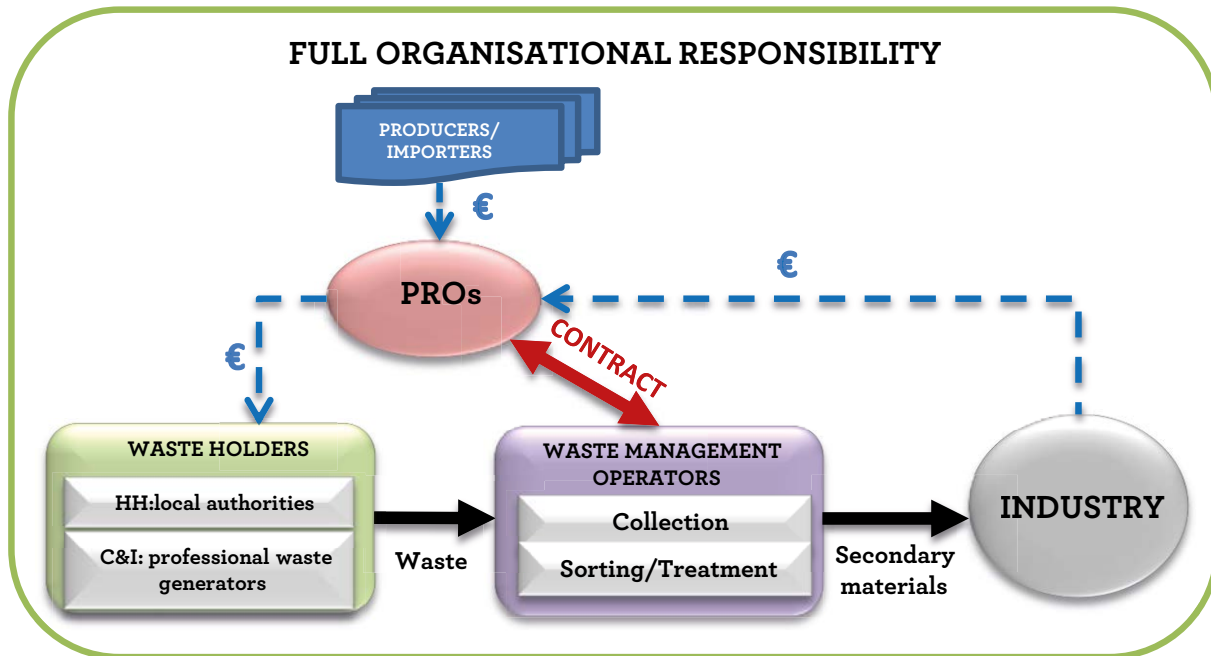 FULL ORGANISATIONAL RESPONSIBILITY
PRODUCERS/
IMPORTERS
€
€
PROs
€
CONTRACT
WASTE HOLDERS
HH:local authorities
C&I: professional waste
generators
Waste
WASTE MANAGEMENT
OPERATORS
Collection
Sorting/Treatment
Secondary
materials
INDUSTRY